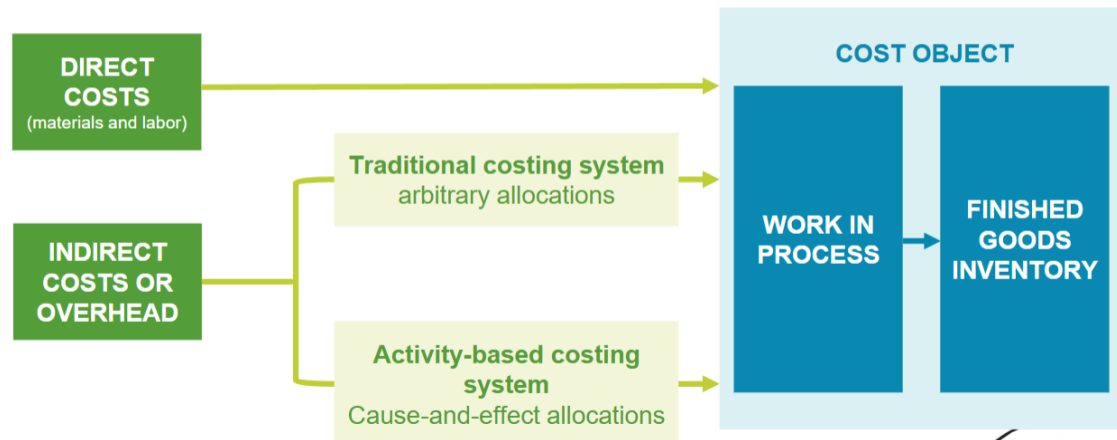 DIRECT
COSTS
(materials and labor)
INDIRECT
COSTS OR
OVERHEAD
Traditional costing system
arbitrary allocations
Activity-based costing
system
Cause-and-effect allocations
COST OBJECT
WORK IN
PROCESS
FINISHED
GOODS
INVENTORY